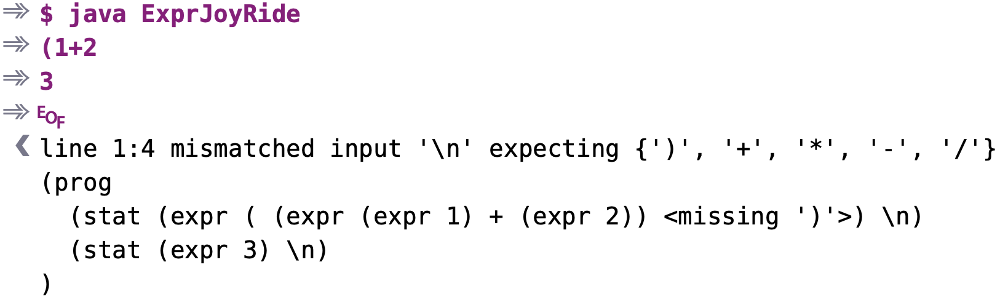 ⇒ $ java ExprJoyRide
⇒ (1+2
⇒ 3
⇒ EOF
❮ line 1:4 mismatched input '\n' expecting {')', '+', '*', '-', '/'}
(prog
  (stat (expr ( (expr (expr 1) + (expr 2)) <missing ')'>) \n)
  (stat (expr 3) \n)
)